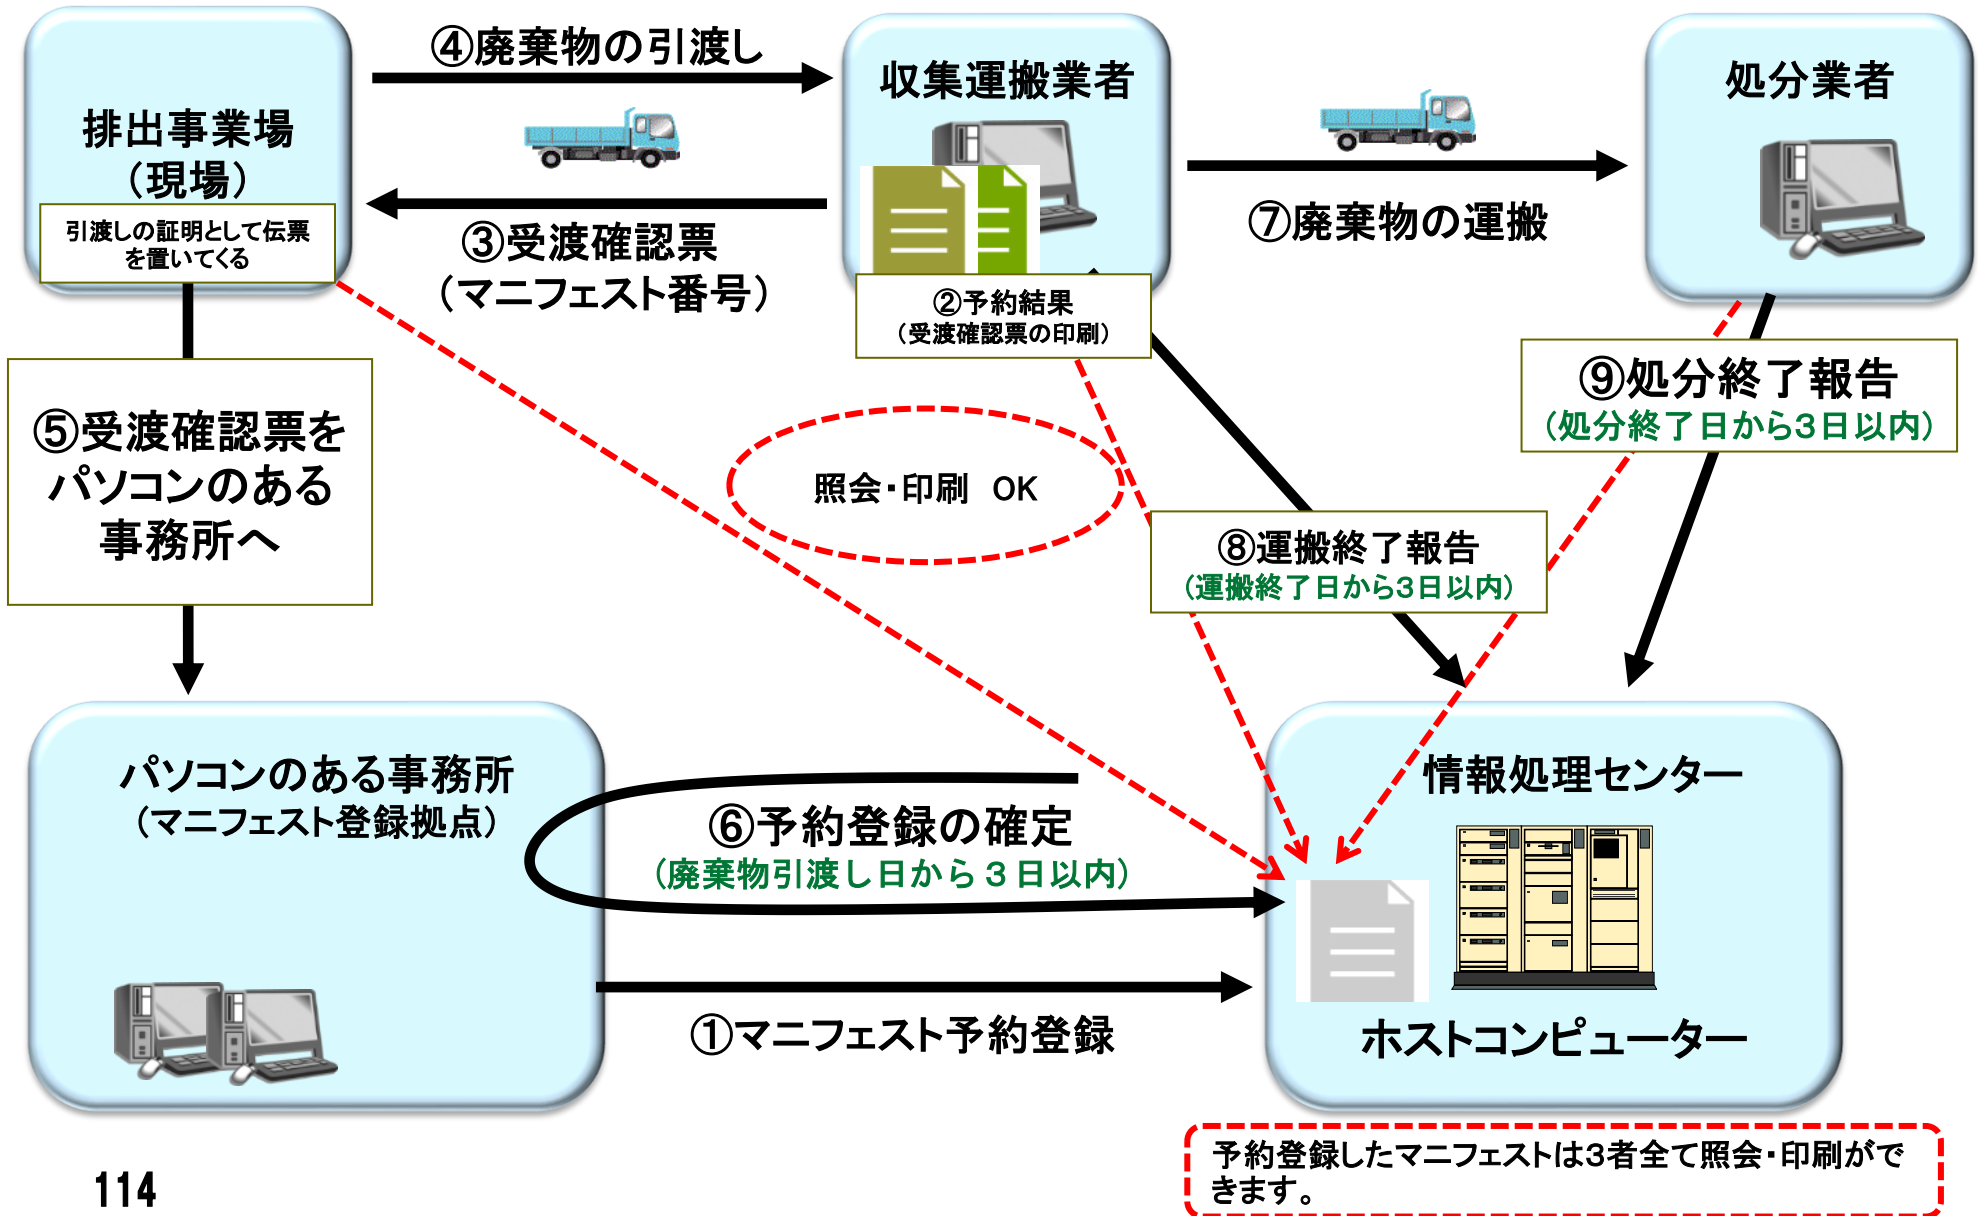 ④廃棄物の引渡し
収集運搬業者
処分業者
排出事業場
（現場）
引渡しの証明として伝票
を置いてくる
③受渡確認票
（マニフェスト番号）
②予約結果
（受渡確認票の印刷）
⑦廃棄物の運搬
⑨処分終了報告
（処分終了日から3日以内）
⑤受渡確認票を
パソコンのある
事務所へ
照会・印刷　OK
⑧運搬終了報告
（運搬終了日から3日以内）
パソコンのある事務所
（マニフェスト登録拠点）
⑥予約登録の確定
（廃棄物引渡し日から３日以内）
情報処理センター
①マニフェスト予約登録
ホストコンピューター
予約登録したマニフェストは3者全て照会・印刷がで
きます。
114